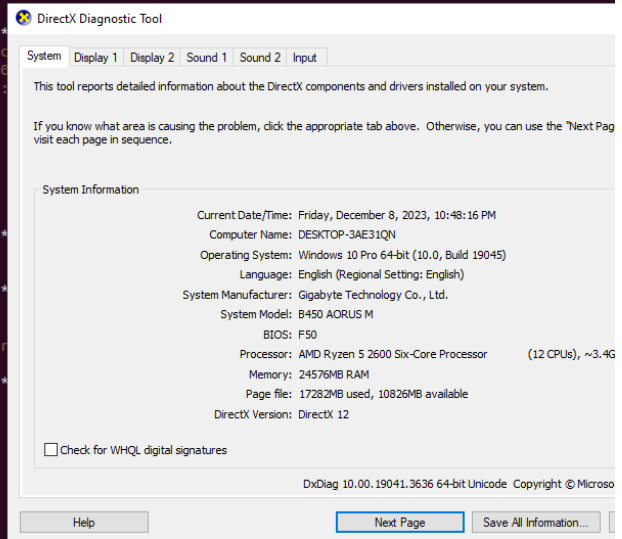 DirectX Diagnostic Tool
System Display 1 Display 2 Sound 1 Sound 2 Input
This tool reports detailed information about the DirectX components and drivers installed on your system.
If you know what area is causing the problem, click the appropriate tab above. Otherwise, you can use the "Next Pag
visit each page in sequence.
System Information
Current Date/Time: Friday, December 8, 2023, 10:48:16 PM
Computer Name: DESKTOP-3AE31QN
Operating System: Windows 10 Pro 64-bit (10.0, Build 19045)
Language: English (Regional Setting: English)
System Manufacturer: Gigabyte Technology Co., Ltd.
System Model: B450 AORUS M
BIOS: F50
Processor: AMD Ryzen 5 2600 Six-Core Processor (12 CPUs), ~3.4G
Memory: 24576MB RAM
Page file: 17282MB used, 10826MB available
DirectX Version: DirectX 12
Check for WHQL digital signatures
DxDiag 10.00.19041.3636 64-bit Unicode Copyright © Microso
Help Next Page Save All Information...